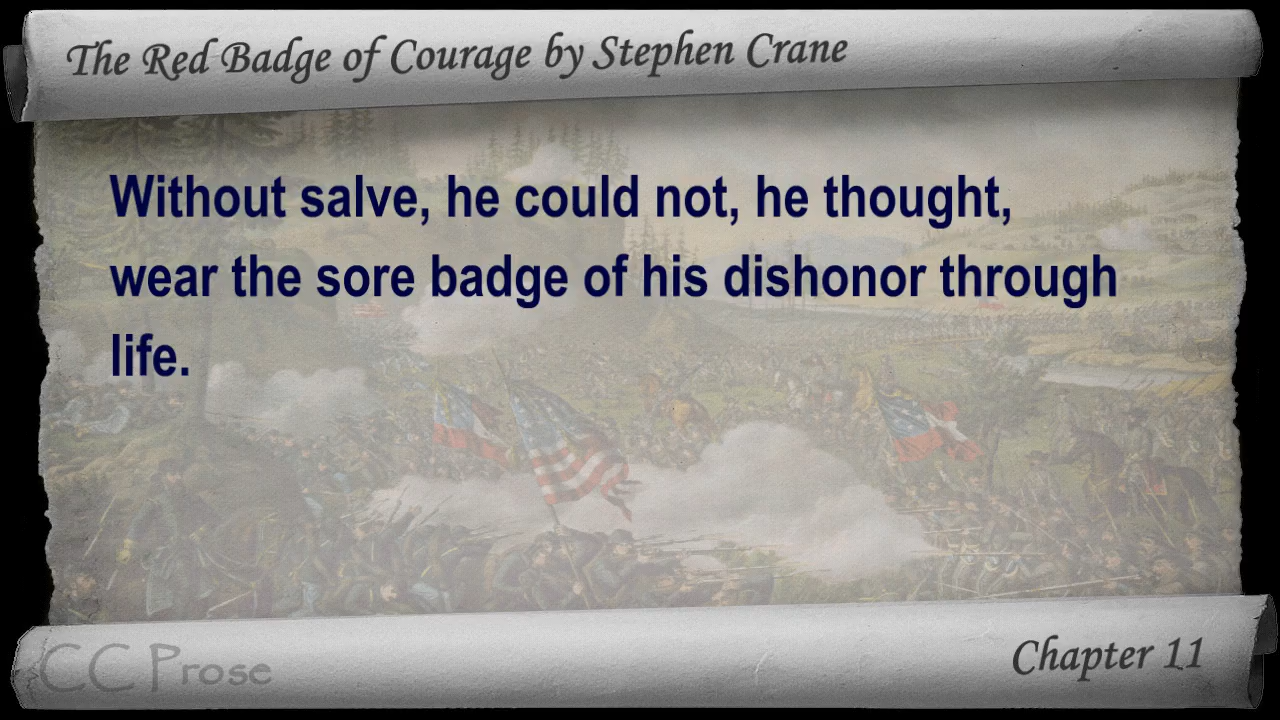 The Red Badge of Courage by Stephen Crane
Without salve, he could not, he thought,
wear the sore badge of his dishonor through
life.
CC Prose
Chapter 11